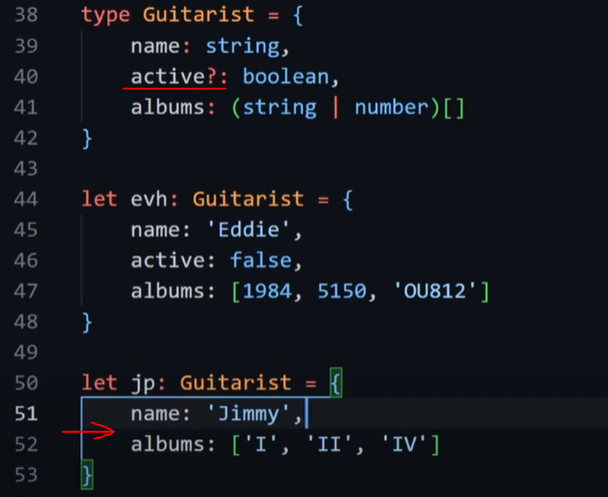 38 type Guitarist = {
39 name: string,
40 active?: boolean,
41 albums: (string | number)[]
42 }
43
44 let evh: Guitarist = {
45 name: 'Eddie',
46 active: false,
47 albums: [1984, 5150, 'OU812']
48 }
49
50 let jp: Guitarist = {
51 name: 'Jimmy',
52 albums: ['I', 'II', 'IV']
53 }